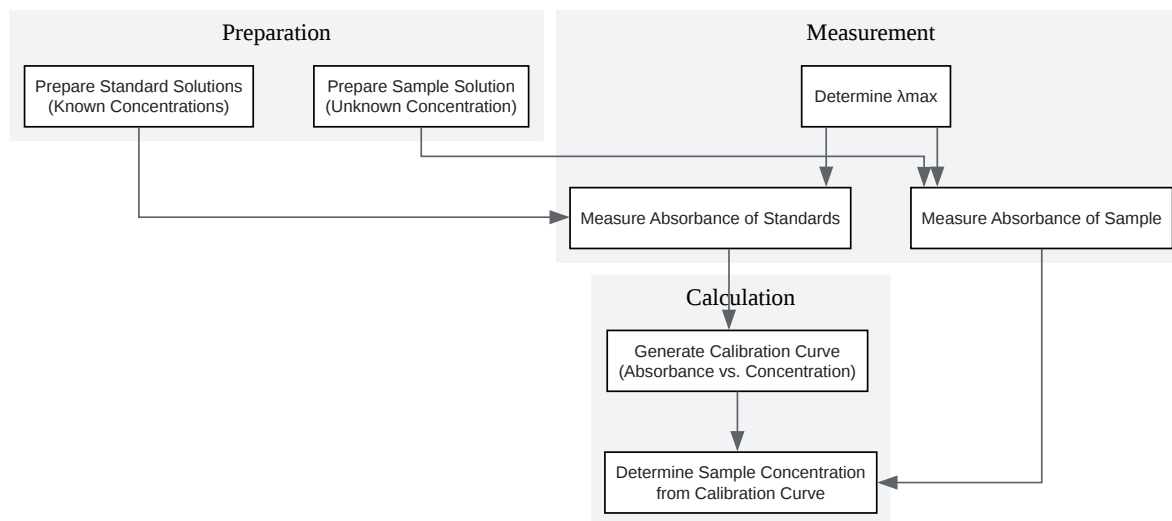 Preparation
Measurement
Prepare Standard Solutions
(Known Concentrations)
Prepare Sample Solution
(Unknown Concentration)
Determine λmax
Measure Absorbance of Standards
Measure Absorbance of Sample
Calculation
Generate Calibration Curve
(Absorbance vs. Concentration)
Determine Sample Concentration
from Calibration Curve